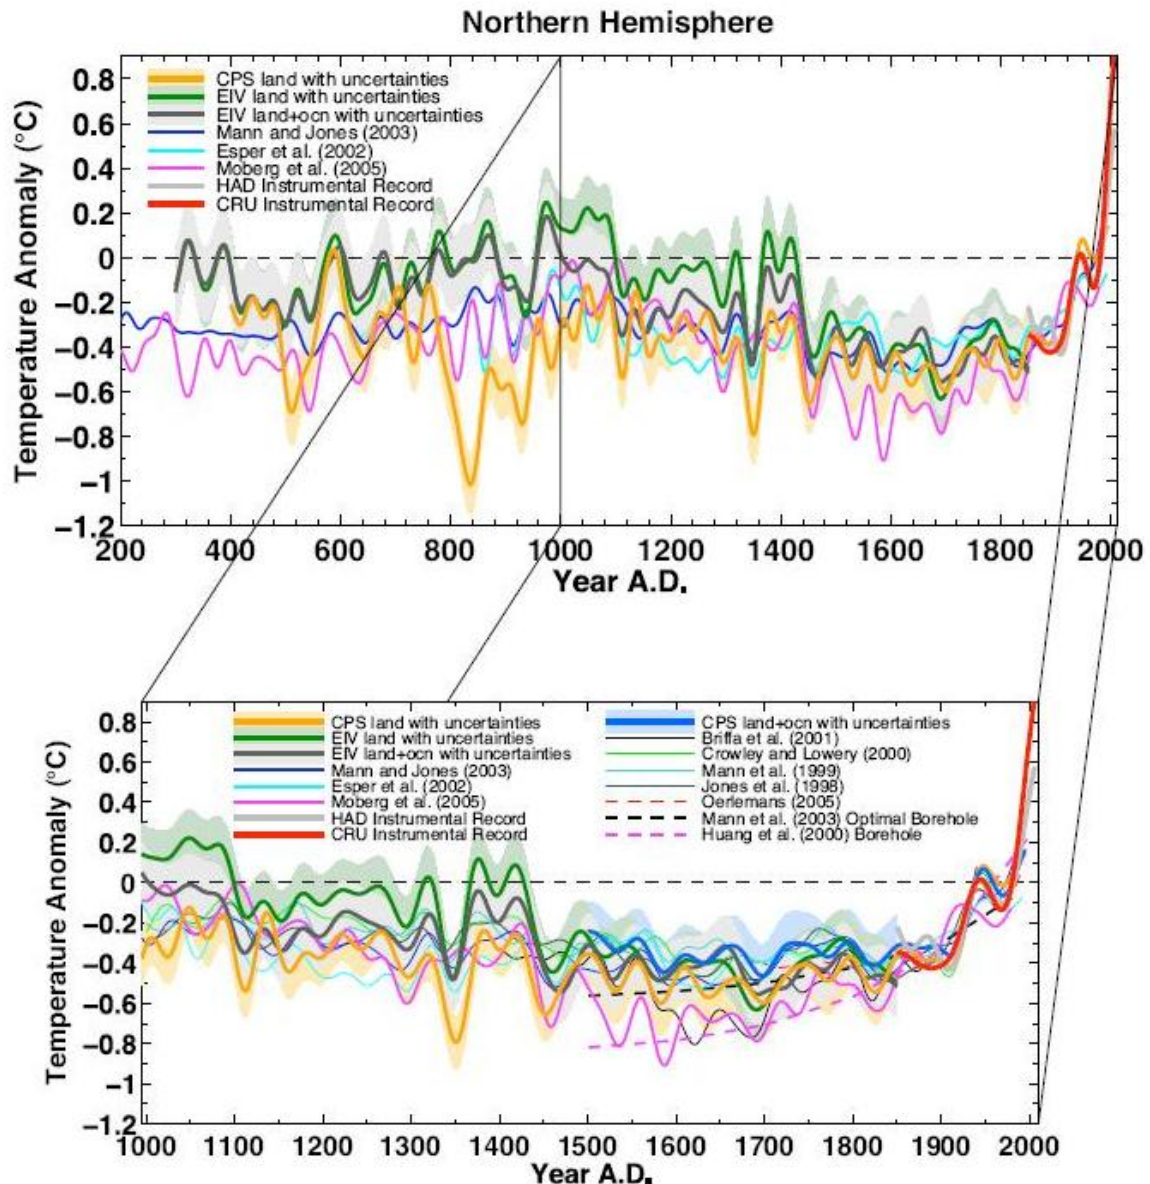 Northern Hemisphere
Temperature Anomaly (°C)
0.8
0.6
0.4
0.2
0
−0.2
−0.4
−0.6
−0.8
−1
−1.2
CPS land with uncertainties
EIV land with uncertainties
EIV land+ocn with uncertainties
Mann and Jones (2003)
Esper et al. (2002)
Moberg et al. (2005)
HAD Instrumental Record
CRU Instrumental Record
200 400 600 800 1000 1200 1400 1600 1800 2000
Year A.D.
Temperature Anomaly (°C)
0.8
0.6
0.4
0.2
0
−0.2
−0.4
−0.6
−0.8
−1
−1.2
CPS land with uncertainties
EIV land with uncertainties
EIV land+ocn with uncertainties
Mann and Jones (2003)
Esper et al. (2002)
Moberg et al. (2005)
HAD Instrumental Record
CRU Instrumental Record
CPS land+ocn with uncertainties
Briffa et al. (2001)
Crowley and Lowery (2000)
Mann et al. (1999)
Jones et al. (1998)
Oerlemans (2005)
Mann et al. (2003) Optimal Borehole
Huang et al. (2000) Borehole
1000 1100 1200 1300 1400 1500 1600 1700 1800 1900 2000
Year A.D.